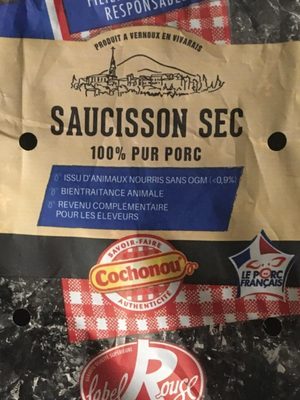 RESPONSABLE
PRODUIT A VERNOUX EN VIVARAIS
SAUCISSON SEC
100% PUR PORC
ISSU D'ANIMAUX NOURRIS SANS OGM (<0,9%)
BIENTRAITANCE ANIMALE
REVENU COMPLEMENTAIRE
POUR LES ÉLEVEURS
SAVOIR-FAIRE
Cochonou
AUTHENTICITÉ
LE PORC
FRANÇAIS
Label Rouge